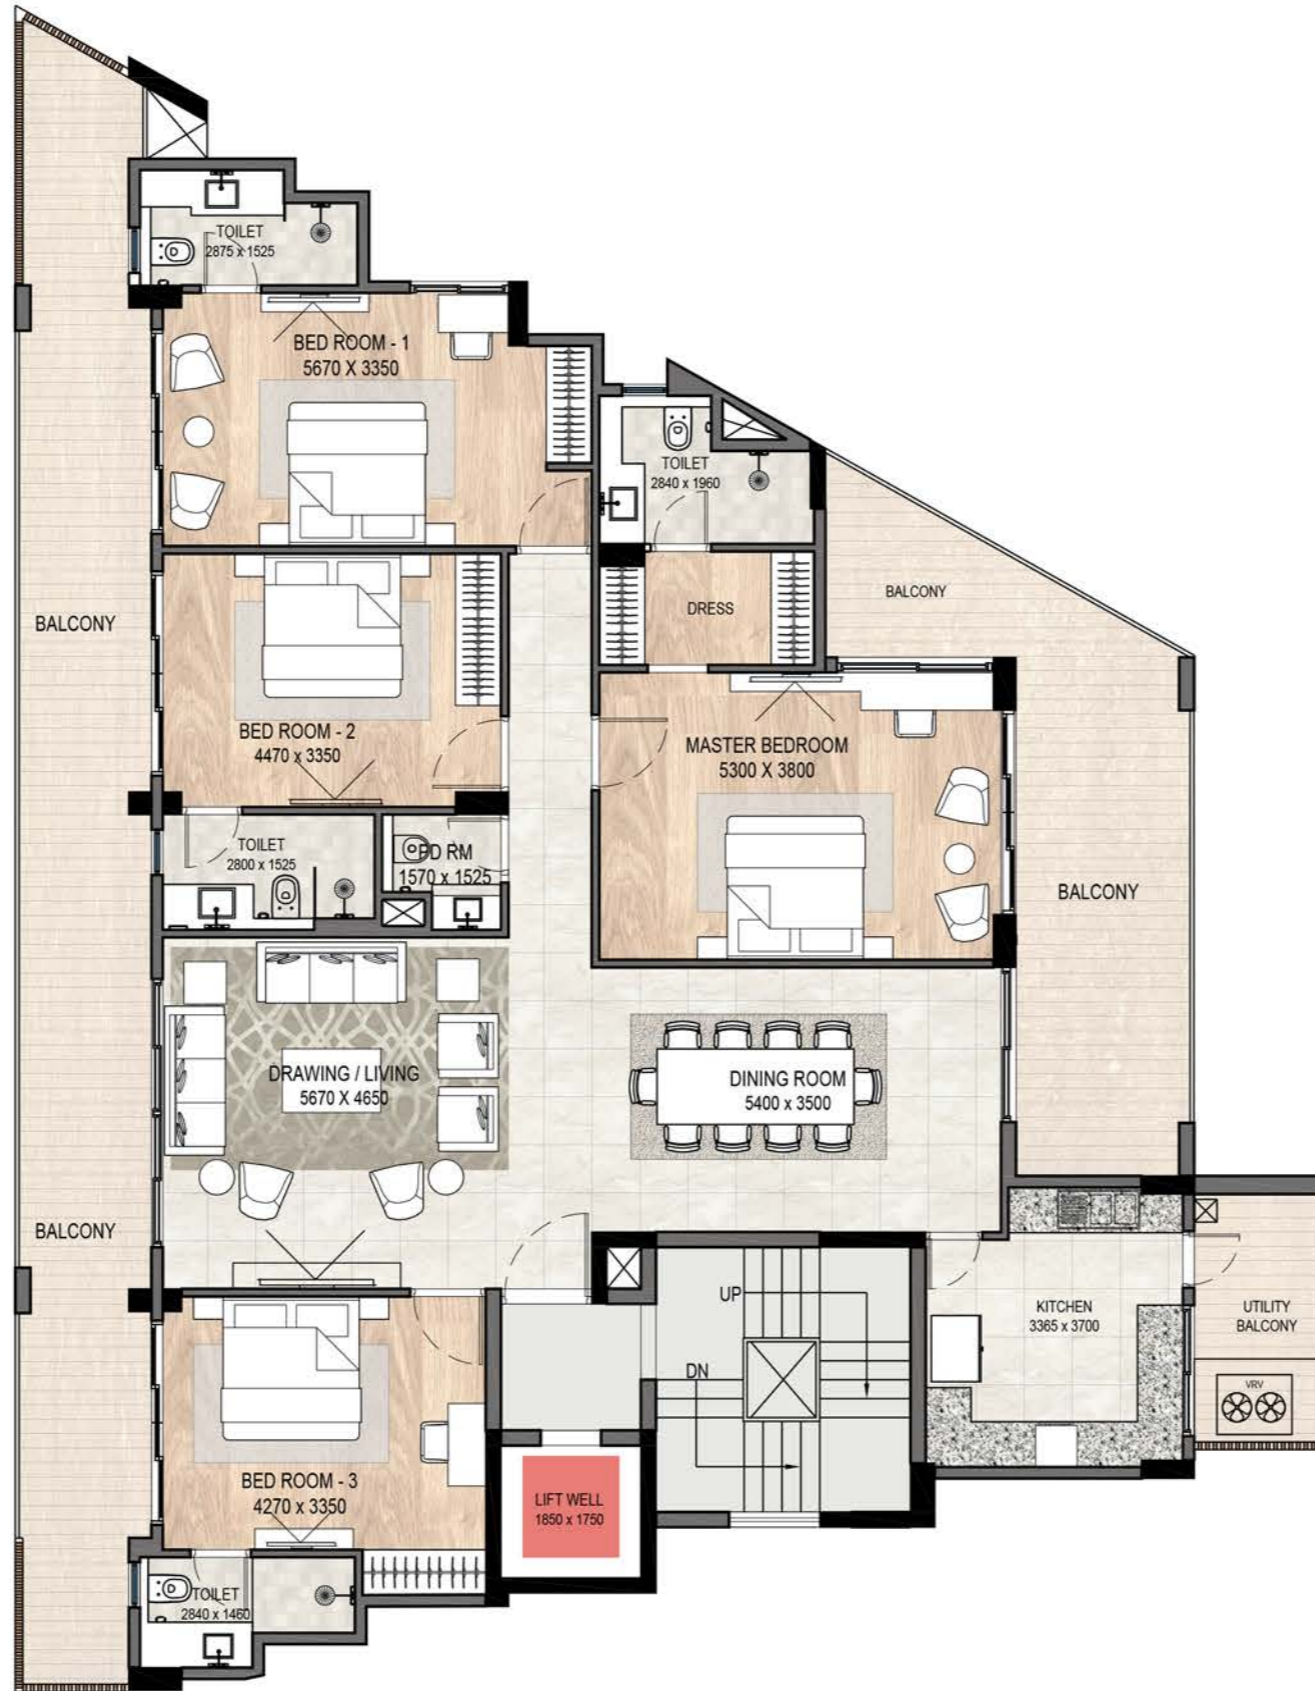 TOILET
2875 x 1525
BED ROOM - 1
5670 X 3350
TOILET
2840 x 1960
BALCONY
DRESS
BALCONY
BED ROOM - 2
4470 x 3350
MASTER BEDROOM
5300 X 3800
TOILET
2800 x 1525
PD RM
1570 x 1525
BALCONY
DRAWING / LIVING
5670 X 4650
DINING ROOM
5400 x 3500
BALCONY
UP
KITCHEN
3365 x 3700
UTILITY
BALCONY
DN
VRV
BED ROOM - 3
4270 x 3350
LIFT WELL
1850 x 1750
TOILET
2840 x 1460